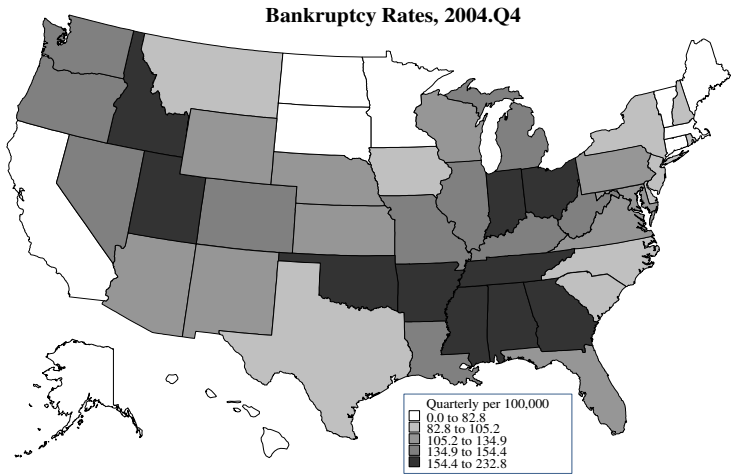 Bankruptcy Rates, 2004.Q4
Quarterly per 100,000
0.0 to 82.8
82.8 to 105.2
105.2 to 134.9
134.9 to 154.4
154.4 to 232.8